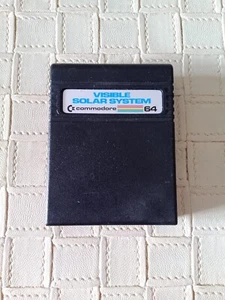 VISIBLE
SOLAR SYSTEM
commodore 64